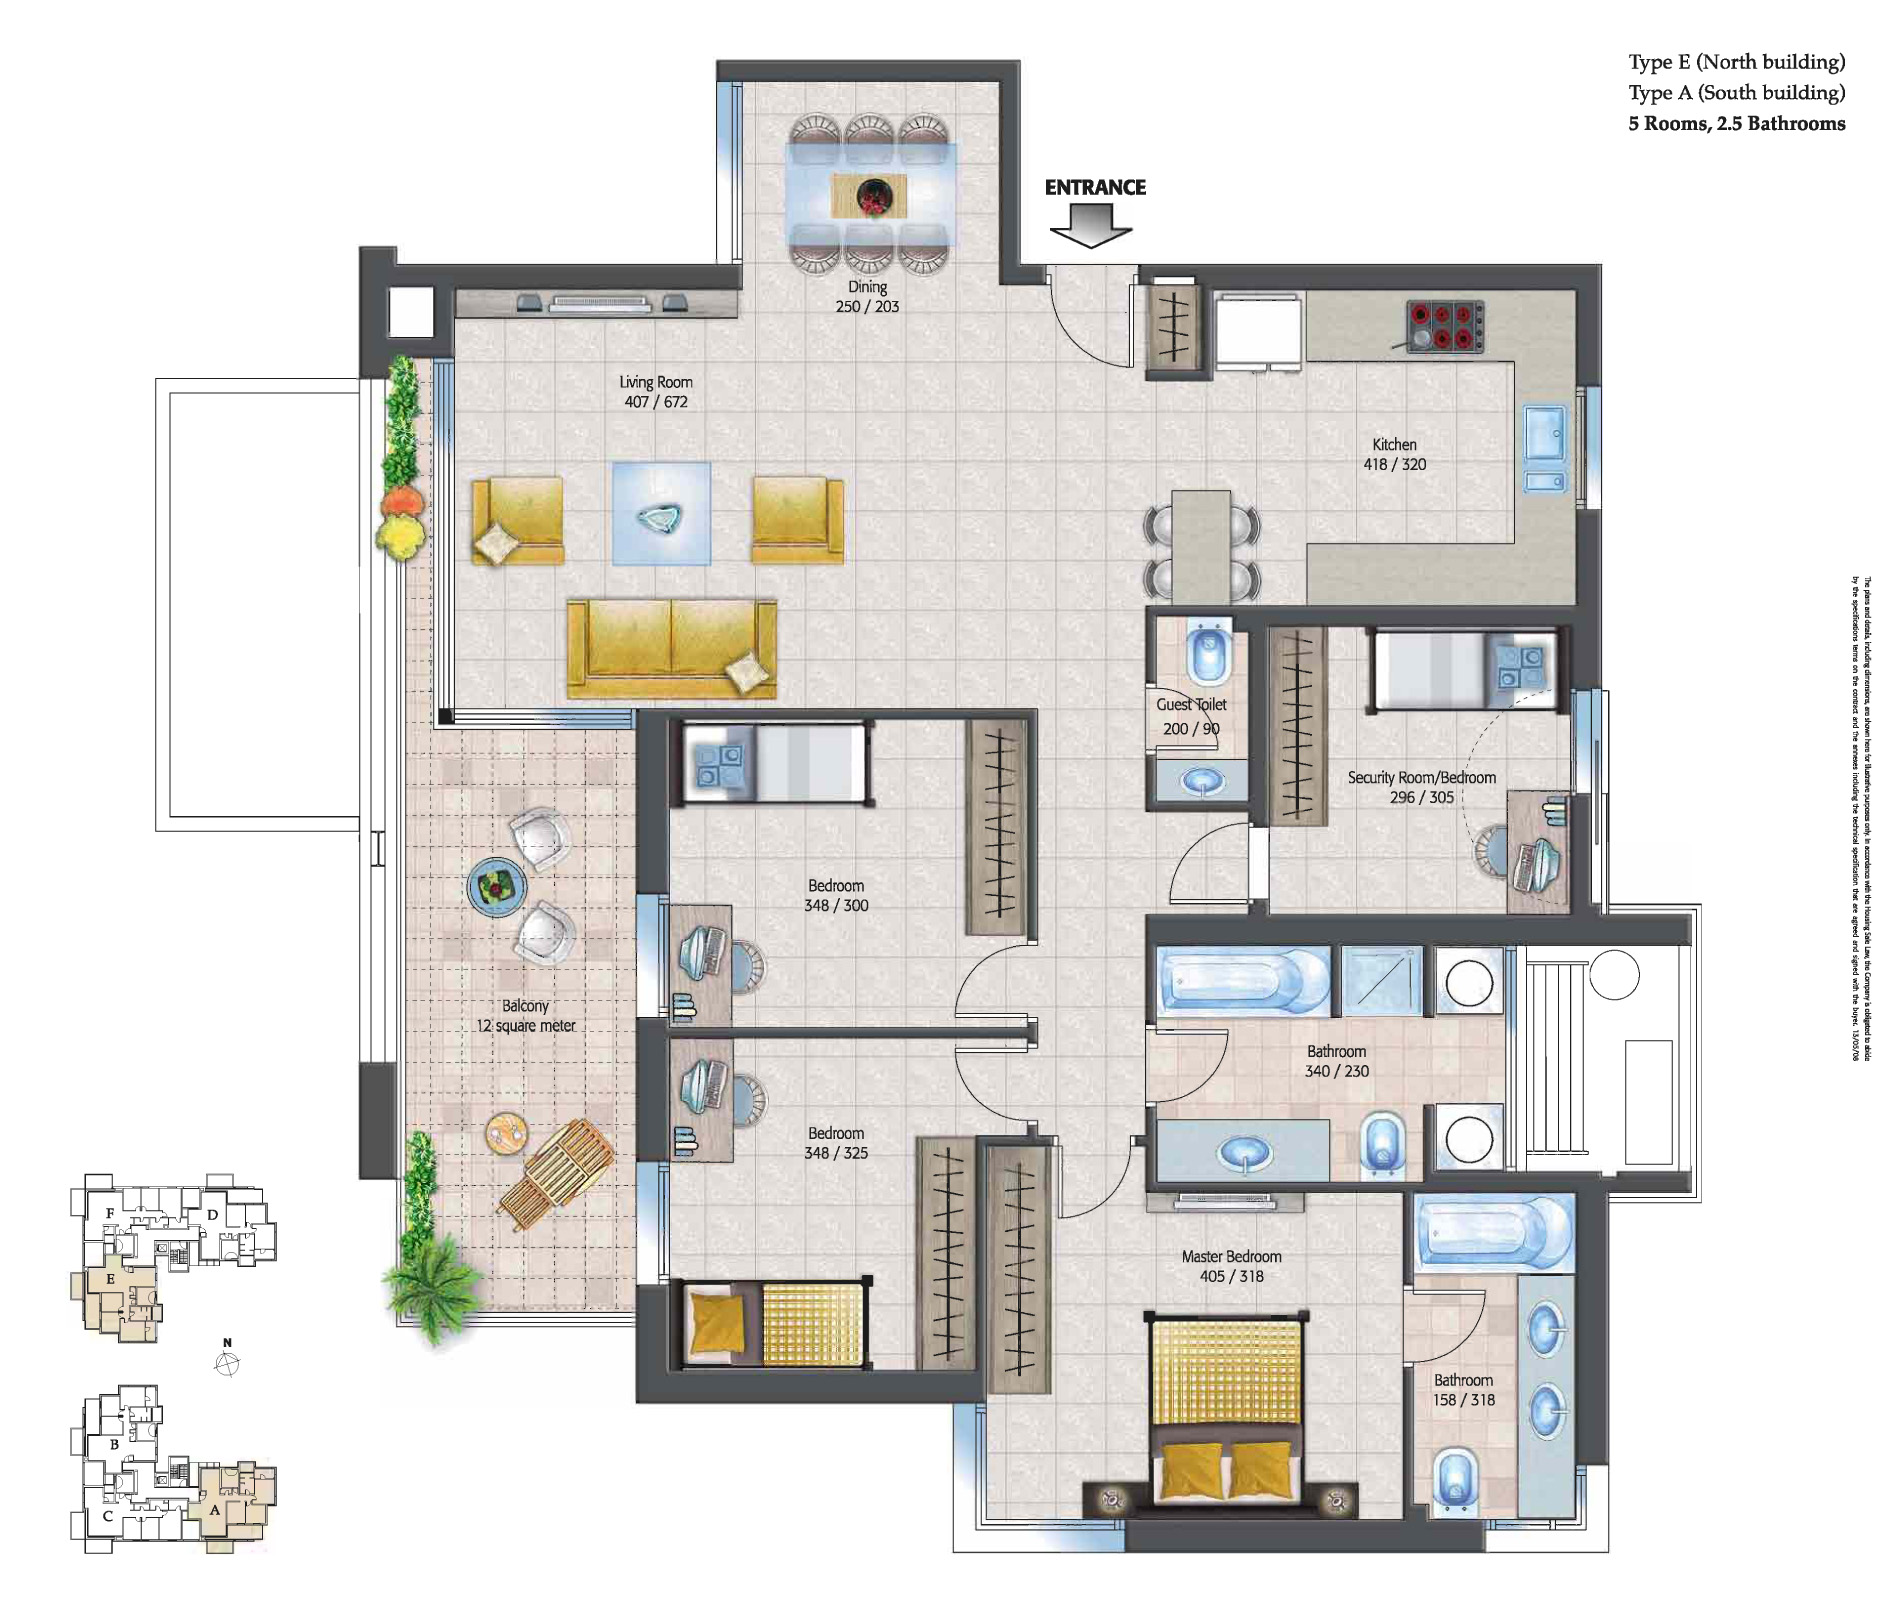 Type E (North building)
Type A (South building)
5 Rooms, 2.5 Bathrooms
ENTRANCE
Dining
250 / 203
Living Room
407 / 672
Kitchen
418 / 320
Guest Toilet
200 / 90
Security Room/Bedroom
296 / 305
Bedroom
348 / 300
Balcony
12 square meter
Bathroom
340 / 230
Bedroom
348 / 325
Master Bedroom
405 / 318
Bathroom
158 / 318
F
D
E
N
B
C
A
The plans and details, including dimensions, are shown here for illustrative purposes only. In accordance with the Housing Sale Law, the Company is obligated to abide
by the specifications terms on the contract and the annexes including the technical specification that are agreed and signed with the buyer. 13/05/08